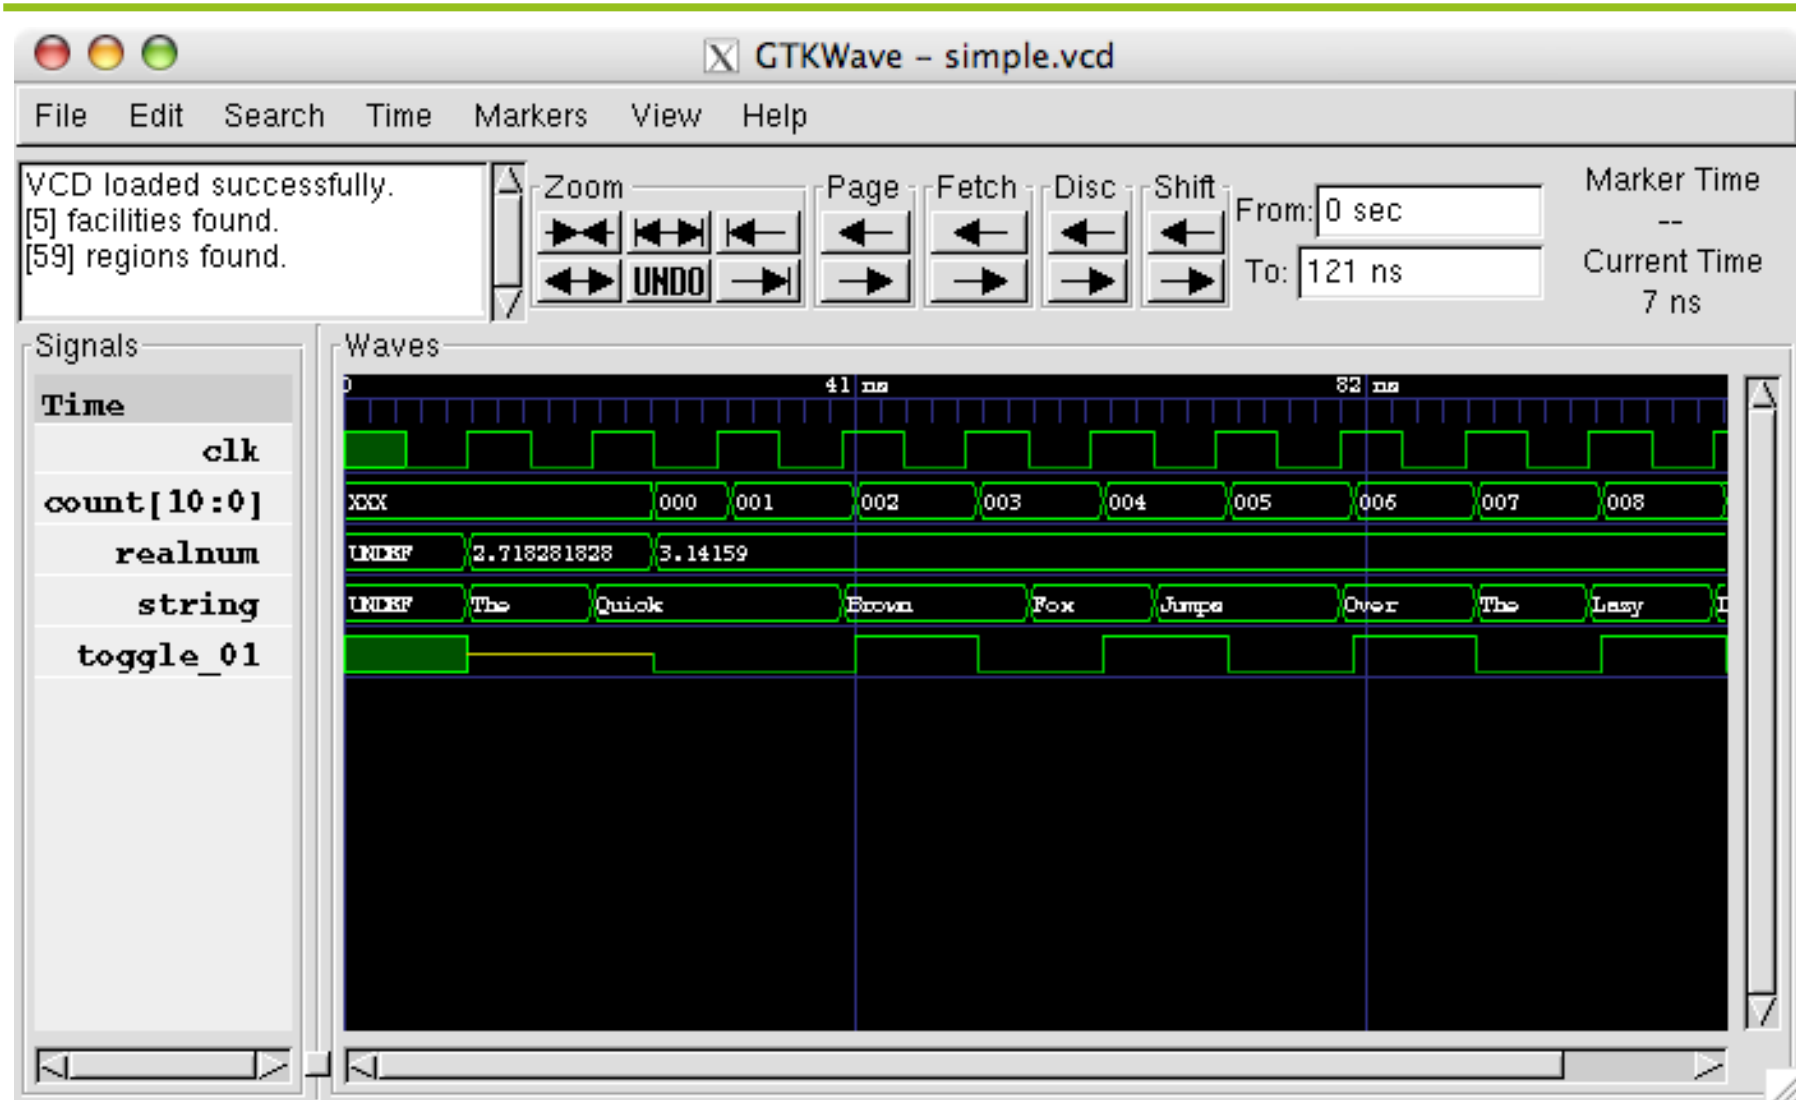 GTKWave – simple.vcd
File Edit Search Time Markers View Help
VCD loaded successfully.
[5] facilities found.
[59] regions found.
Zoom Page Fetch Disc Shift
UNDO
From: 0 sec
To: 121 ns
Marker Time
--
Current Time
7 ns
Signals
Waves
Time
0 41 ns 82 ns
clk
count[10:0] XXX 000 001 002 003 004 005 006 007 008
realnum UNDEF 2.718281828 3.14159
string UNDEF The Quick Brown Fox Jumps Over The Lazy
toggle_01